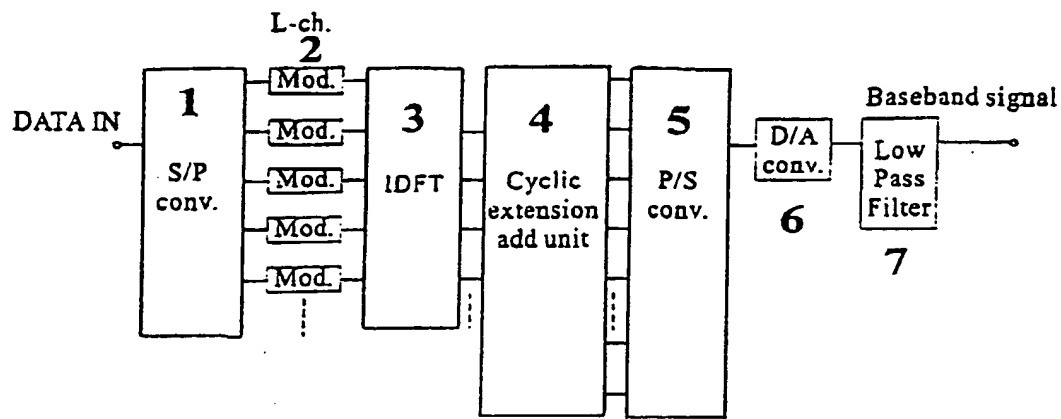 L-ch.
2
Mod.
Mod.
Mod.
Mod.
Mod.
DATA IN
1
S/P
conv.
3
IDFT
4
Cyclic
extension
add unit
5
P/S
conv.
D/A
conv.
6
Baseband signal
Low
Pass
Filter
7